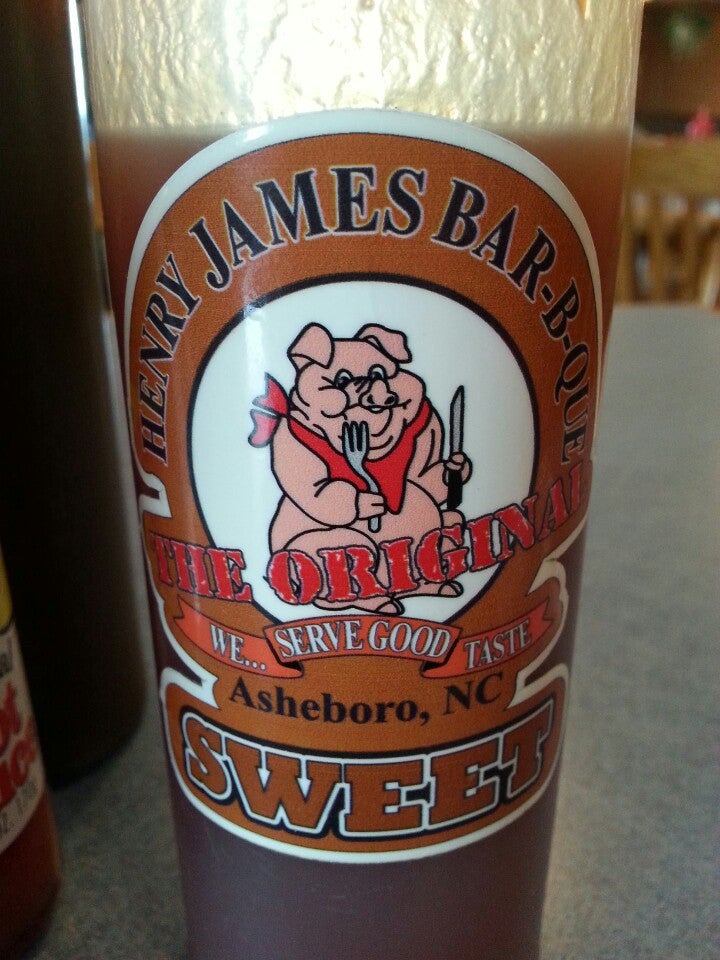 HENRY JAMES BAR-B-QUE
THE ORIGINAL
WE... SERVE GOOD TASTE
Asheboro, NC
SWEET